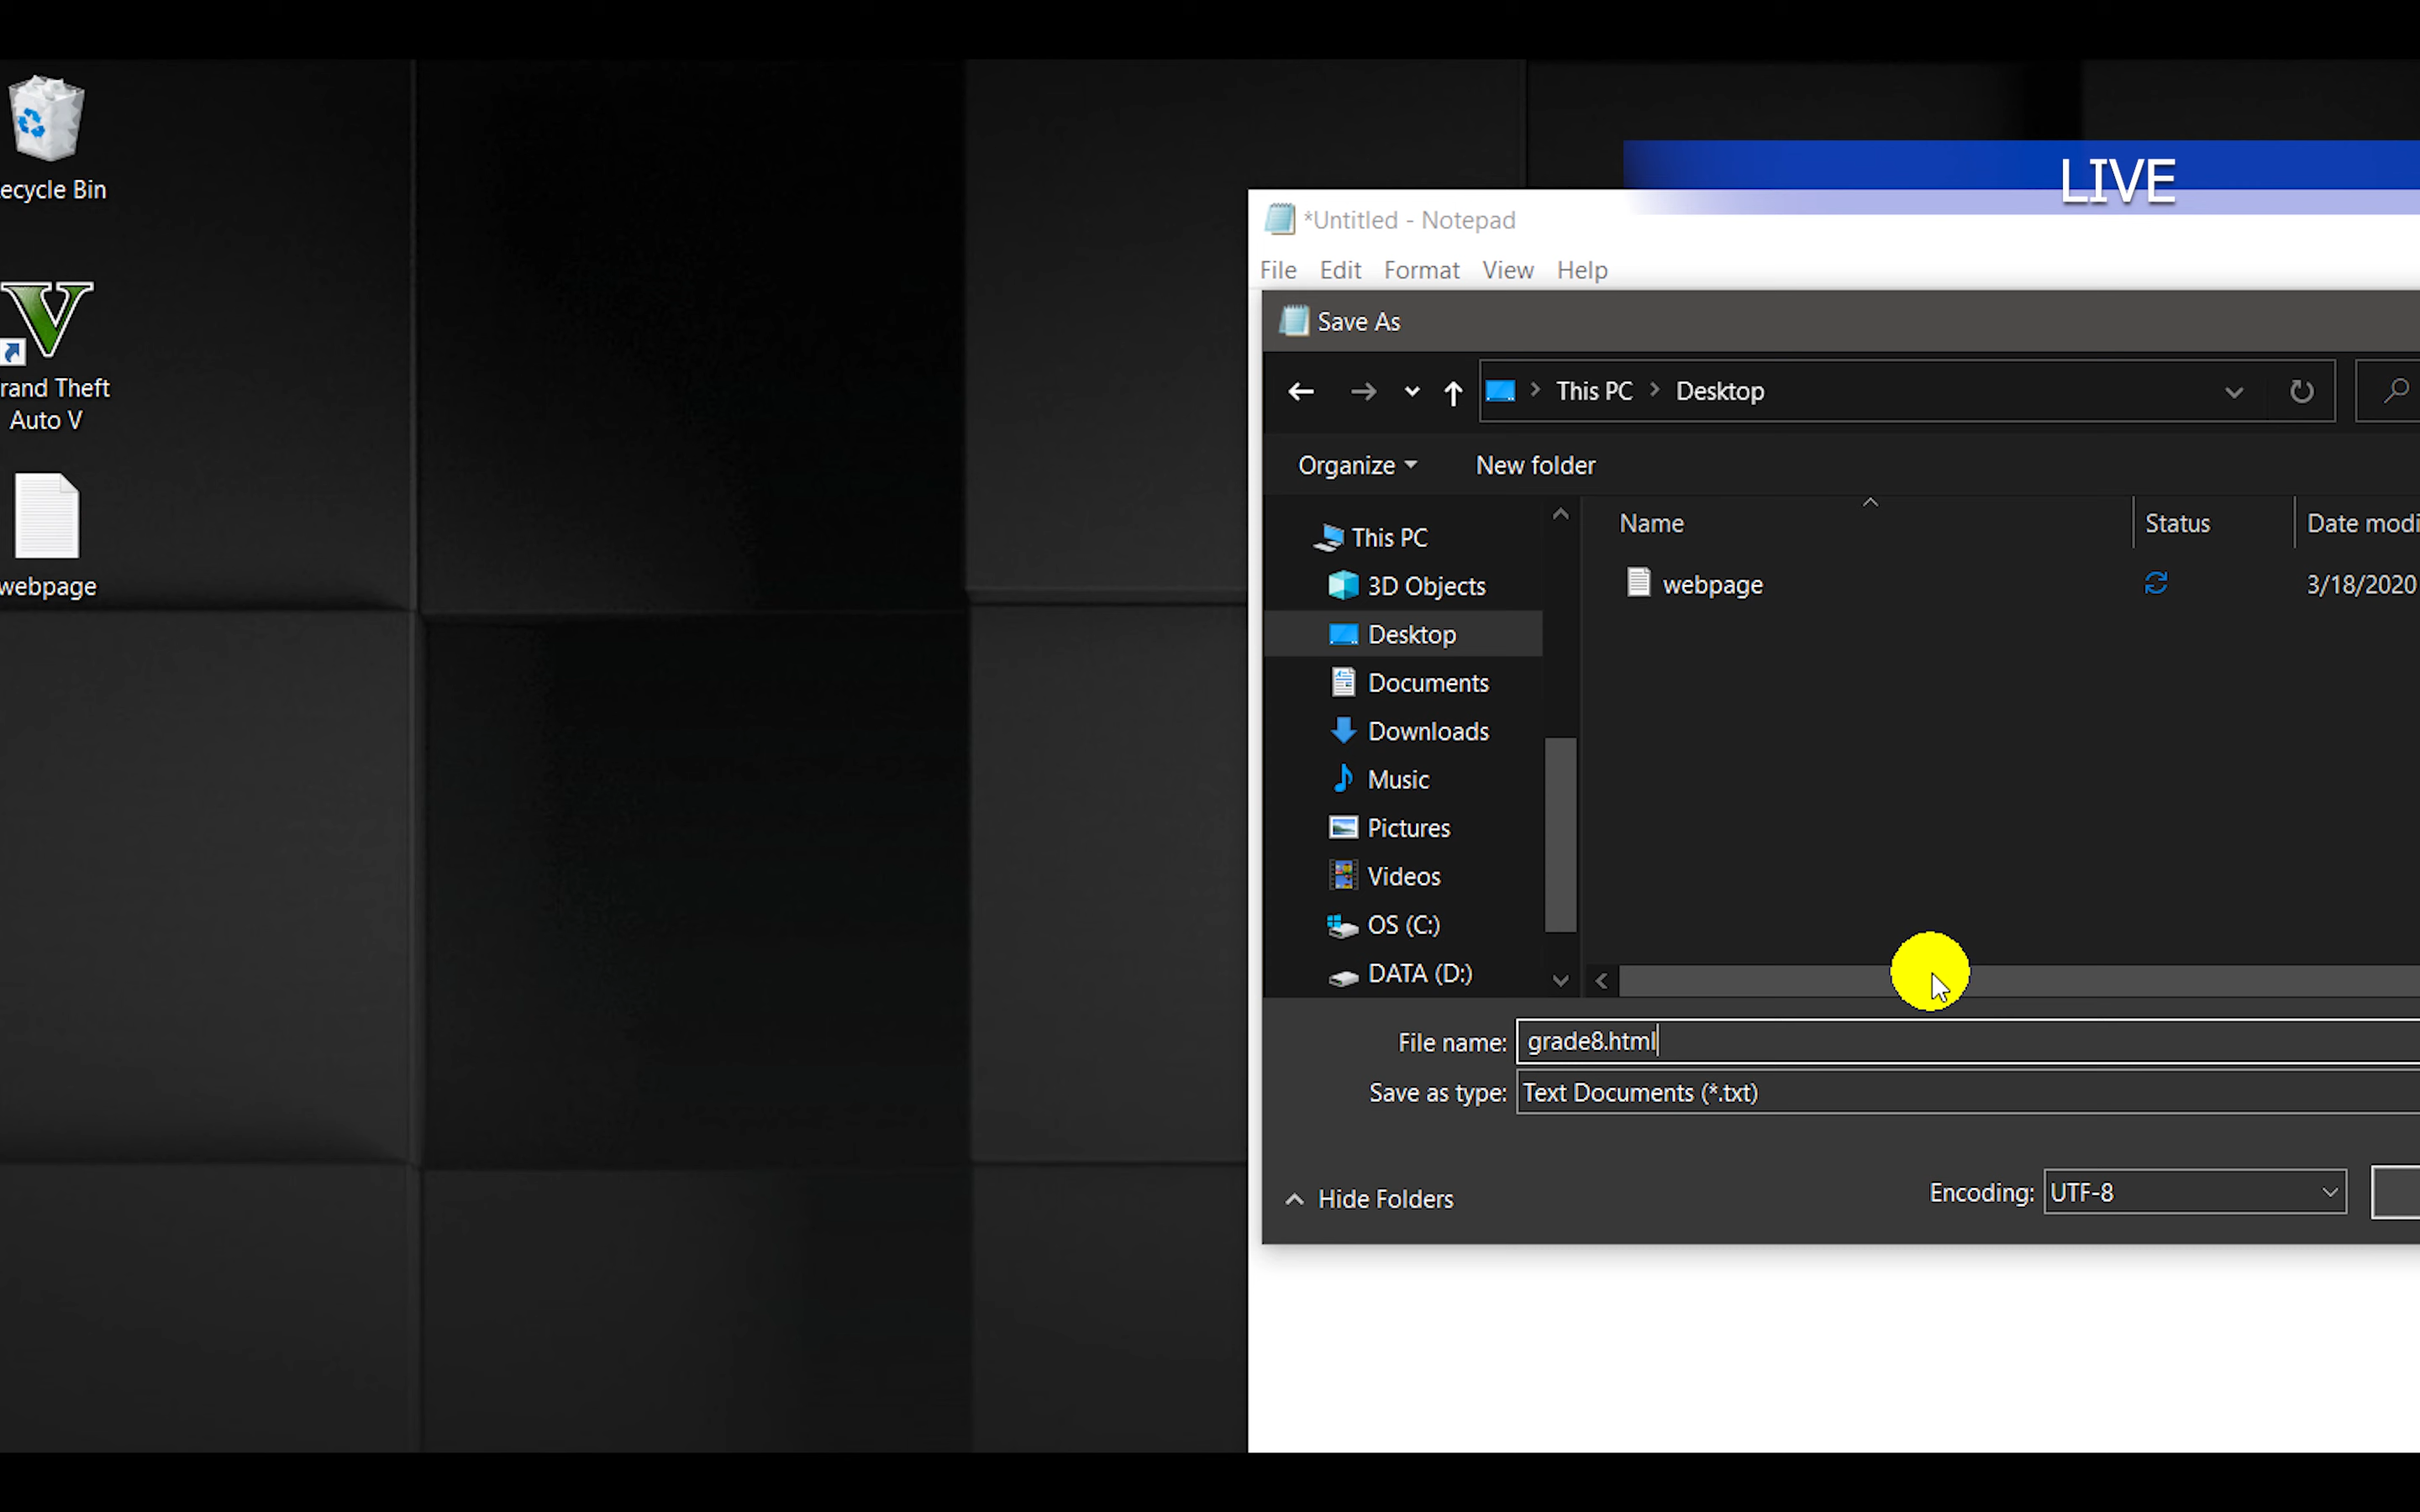 ecycle Bin
rand Theft
Auto V
webpage
LIVE
*Untitled - Notepad
File Edit Format View Help
Save As
This PC Desktop
Organize New folder
This PC
3D Objects
Desktop
Documents
Downloads
Music
Pictures
Videos
OS (C:)
DATA (D:)
Name Status Date modi
webpage 3/18/2020
File name: grade8.html
Save as type: Text Documents (*.txt)
Hide Folders
Encoding: UTF-8